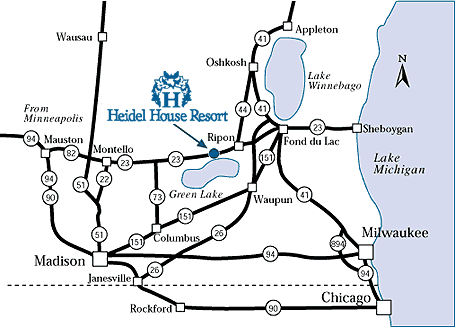 Appleton
41
Wausau
Oshkosh
N
Lake
Winnebago
H
Heidel House Resort
From
Minneapolis
44
41
94
Mauston
82
Montello
23
23
Ripon
Fond du Lac
23
Sheboygan
151
Green Lake
Lake
Michigan
94
90
51
22
73
Waupun
41
151
51
151
Columbus
894
Milwaukee
Madison
94
26
26
94
Janesville
Rockford
90
Chicago